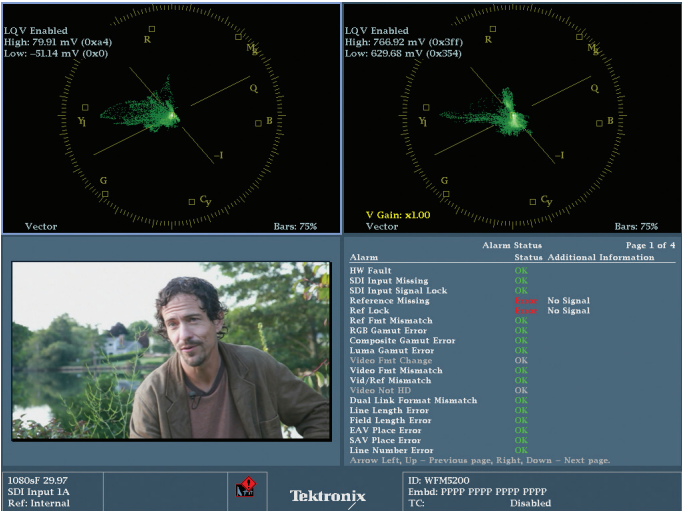 LQV Enabled
High: 79.91 mV (0xa4)
Low: –51.14 mV (0x0)
R
Mg
Q
B
YI
–I
G
Cy
Vector
Bars: 75%
LQV Enabled
High: 766.92 mV (0x3ff)
Low: 629.68 mV (0x354)
R
Mg
Q
B
YI
–I
G
Cy
V Gain: x1.00
Vector
Bars: 75%
Alarm Status Page 1 of 4
Alarm Status Additional Information
HW Fault OK
SDI Input Missing OK
SDI Input Signal Lock OK
Reference Missing Error No Signal
Ref Lock Error No Signal
Ref Fmt Mismatch OK
RGB Gamut Error OK
Composite Gamut Error OK
Luma Gamut Error OK
Video Fmt Change OK
Video Fmt Mismatch OK
Vid/Ref Mismatch OK
Video Not HD OK
Dual Link Format Mismatch OK
Line Length Error OK
Field Length Error OK
EAV Place Error OK
SAV Place Error OK
Line Number Error OK
Arrow Left, Up – Previous page, Right, Down – Next page.
1080sF 29.97
SDI Input 1A
Ref: Internal
Tektronix
ID: WFM5200
Embd: PPPP PPPP PPPP PPPP
TC: Disabled